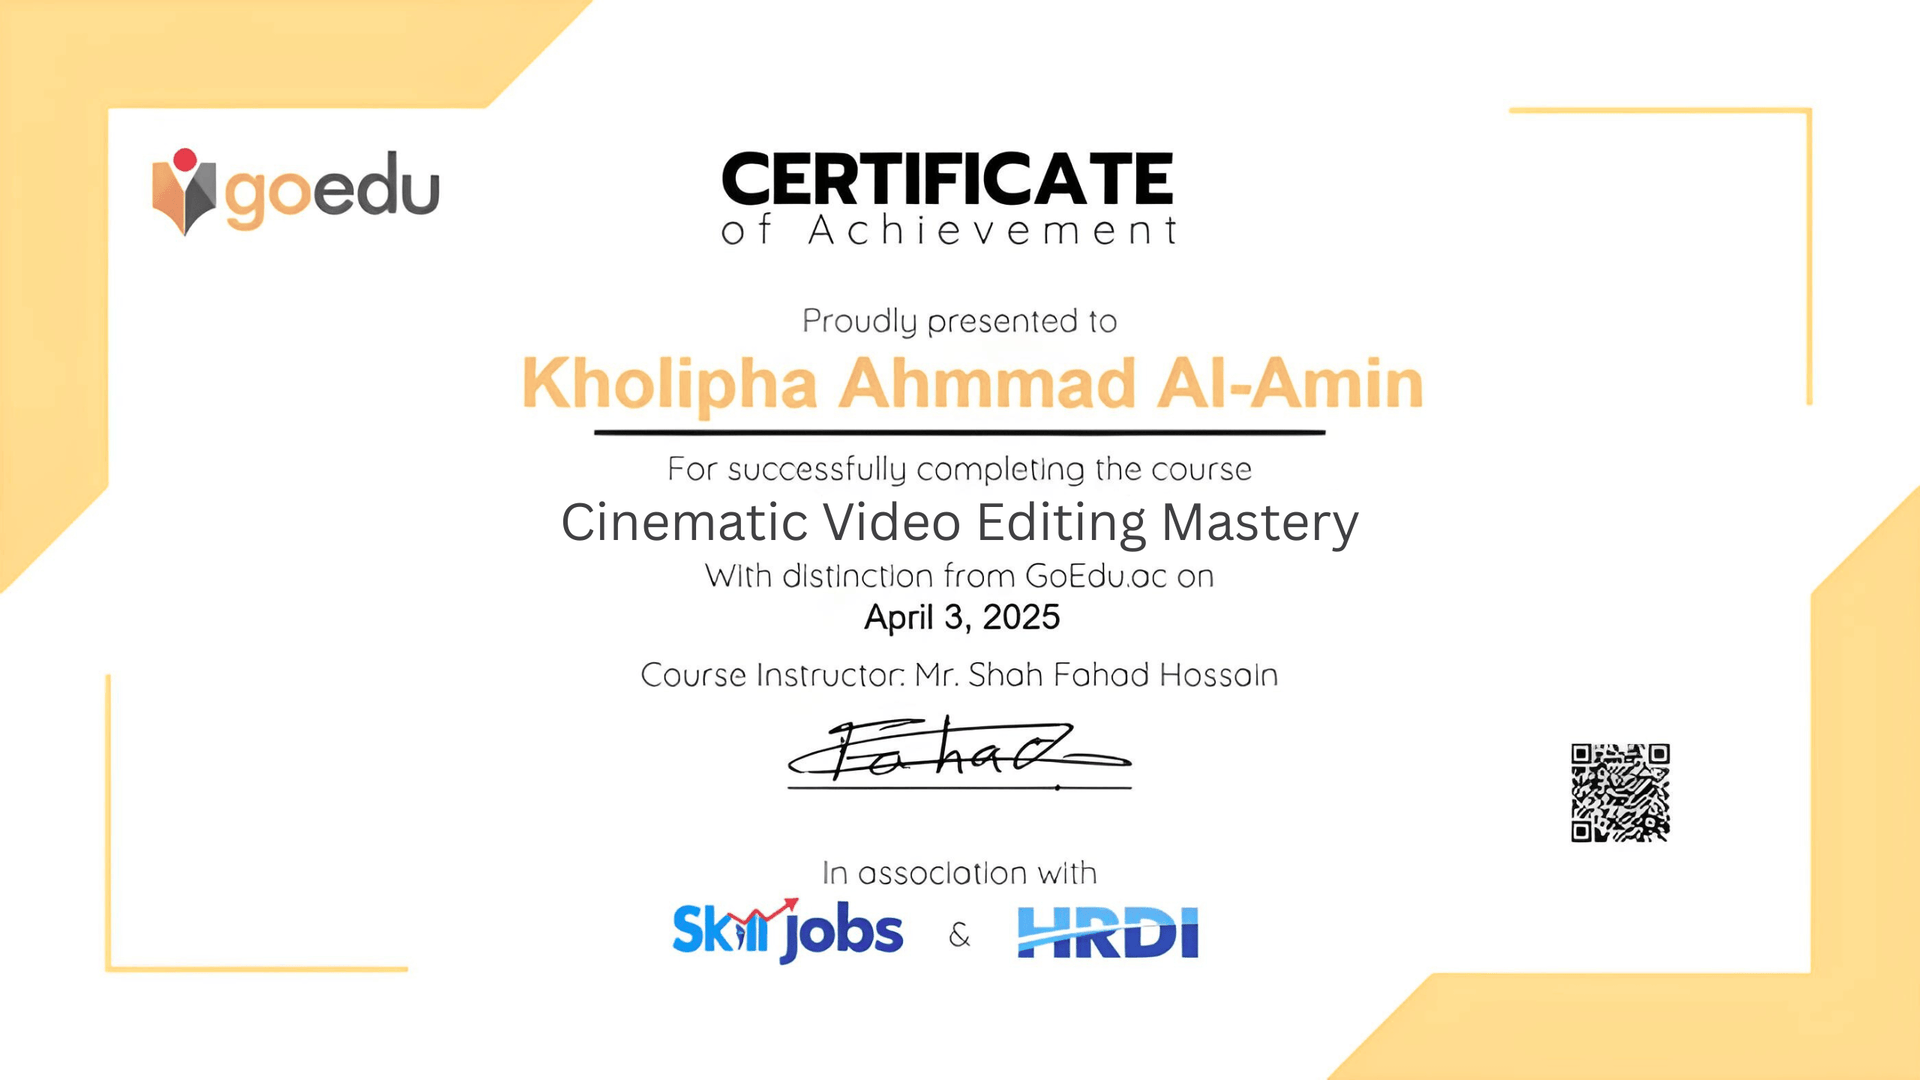 goedu
CERTIFICATE
of Achievement
Proudly presented to
Kholipha Ahmmad Al-Amin
For successfully completing the course
Cinematic Video Editing Mastery
With distinction from GoEdu.ac on
April 3, 2025
Course Instructor: Mr. Shah Fahad Hossain
Fahad
In association with
Skill jobs & HRDI